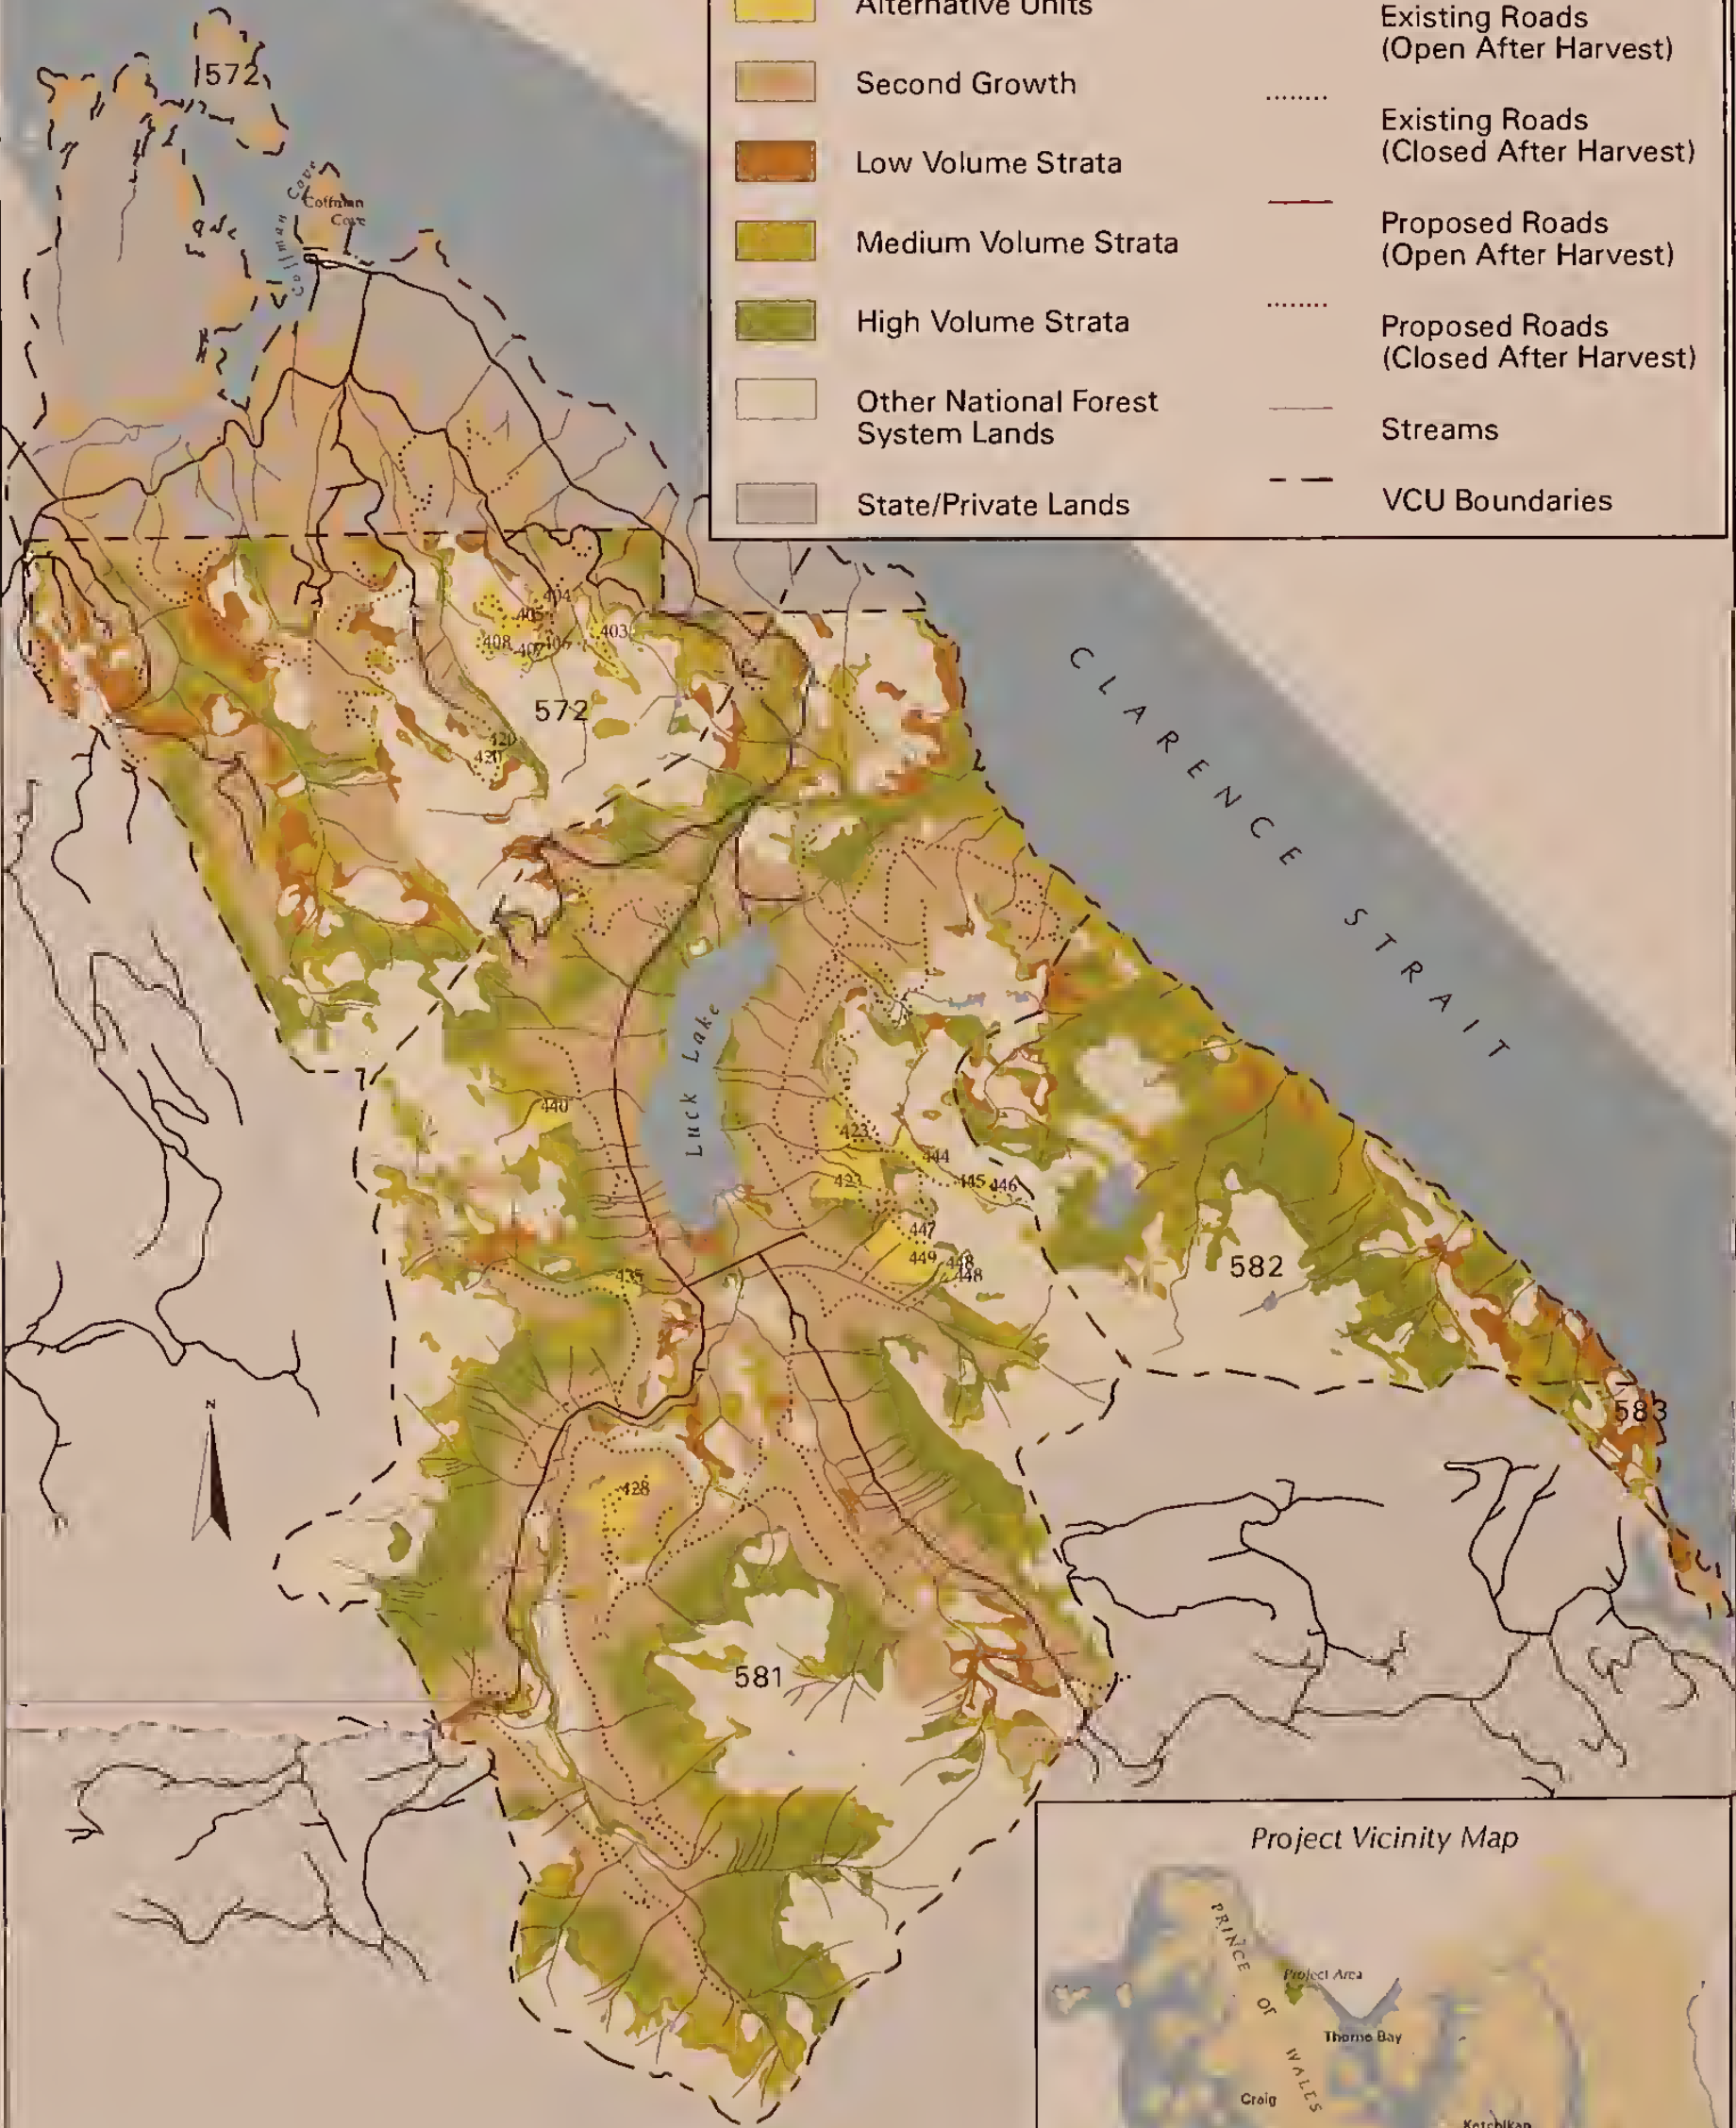 Alternative Units
Second Growth
Low Volume Strata
Medium Volume Strata
High Volume Strata
Other National Forest
System Lands
State/Private Lands
Existing Roads
(Open After Harvest)
Existing Roads
(Closed After Harvest)
Proposed Roads
(Open After Harvest)
Proposed Roads
(Closed After Harvest)
Streams
VCU Boundaries
572
Coffman Cove
Coffman
Cove
404
405
403
408 407 406
572
420
420
CLARENCE STRAIT
Luck Lake
440
423
444
423
445 446
447
449 448
448
435
582
583
N
428
581
Project Vicinity Map
PRINCE OF WALES
Project Area
Thorne Bay
Craig
Ketchikan